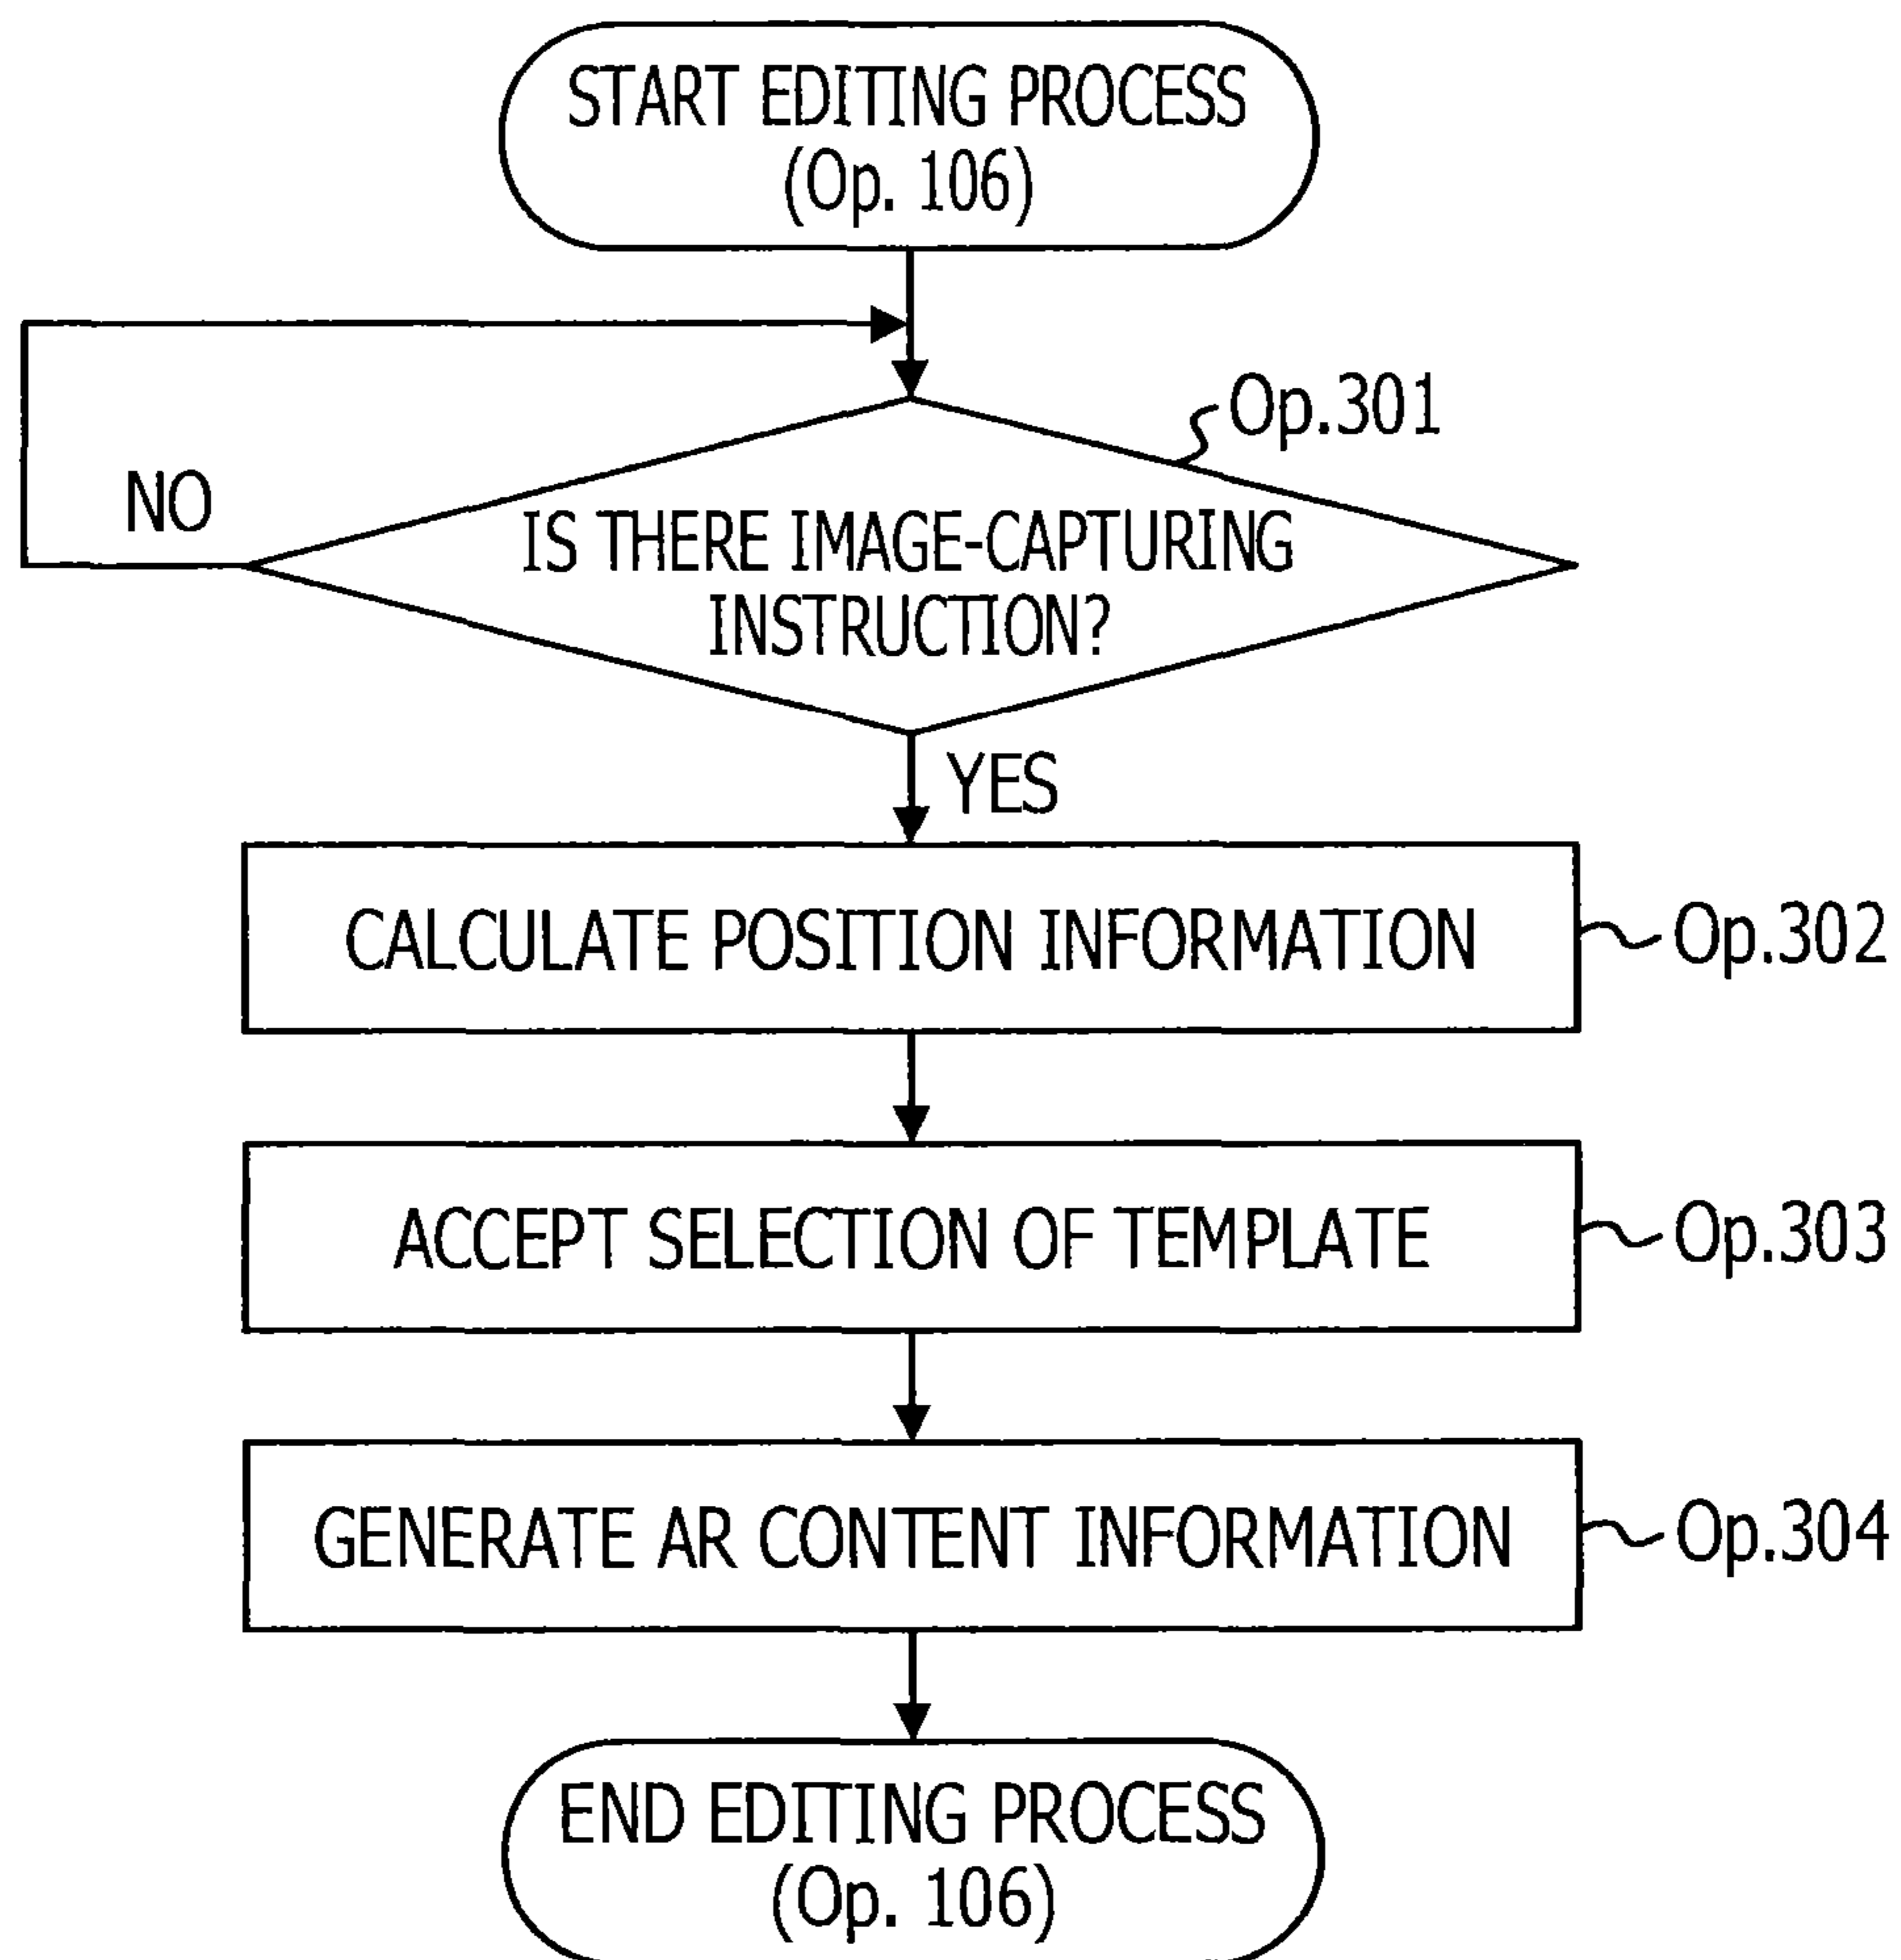 START EDITING PROCESS
(Op. 106)
Op.301
NO
IS THERE IMAGE-CAPTURING
INSTRUCTION?
YES
CALCULATE POSITION INFORMATION
Op.302
ACCEPT SELECTION OF TEMPLATE
Op.303
GENERATE AR CONTENT INFORMATION
Op.304
END EDITING PROCESS
(Op. 106)